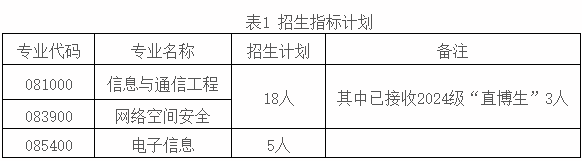 表1 招生指标计划
专业代码 专业名称 招生计划 备注
081000 信息与通信工程
18人 其中已接收2024级“直博生”3人
083900 网络空间安全
085400 电子信息 5人